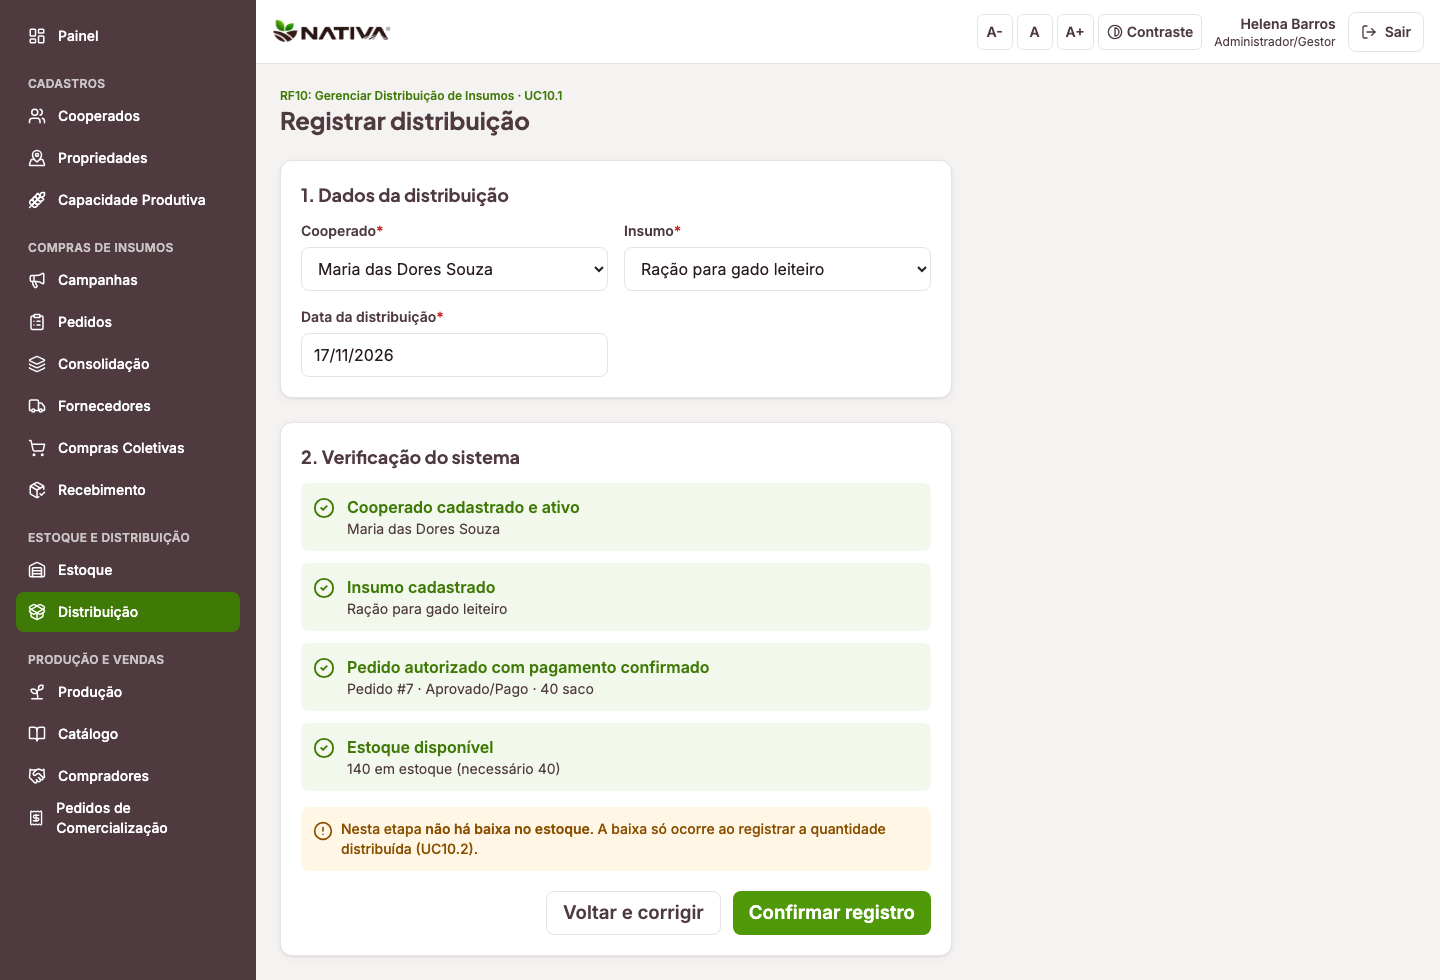 Painel
CADASTROS
Cooperados
Propriedades
Capacidade Produtiva
COMPRAS DE INSUMOS
Campanhas
Pedidos
Consolidação
Fornecedores
Compras Coletivas
Recebimento
ESTOQUE E DISTRIBUIÇÃO
Estoque
Distribuição
PRODUÇÃO E VENDAS
Produção
Catálogo
Compradores
Pedidos de
Comercialização
NATIVA
A-
A
A+
Contraste
Helena Barros
Administrador/Gestor
Sair
RF10: Gerenciar Distribuição de Insumos · UC10.1
Registrar distribuição
1. Dados da distribuição
Cooperado*
Maria das Dores Souza
Insumo*
Ração para gado leiteiro
Data da distribuição*
17/11/2026
2. Verificação do sistema
Cooperado cadastrado e ativo
Maria das Dores Souza
Insumo cadastrado
Ração para gado leiteiro
Pedido autorizado com pagamento confirmado
Pedido #7 · Aprovado/Pago · 40 saco
Estoque disponível
140 em estoque (necessário 40)
Nesta etapa não há baixa no estoque. A baixa só ocorre ao registrar a quantidade
distribuída (UC10.2).
Voltar e corrigir
Confirmar registro